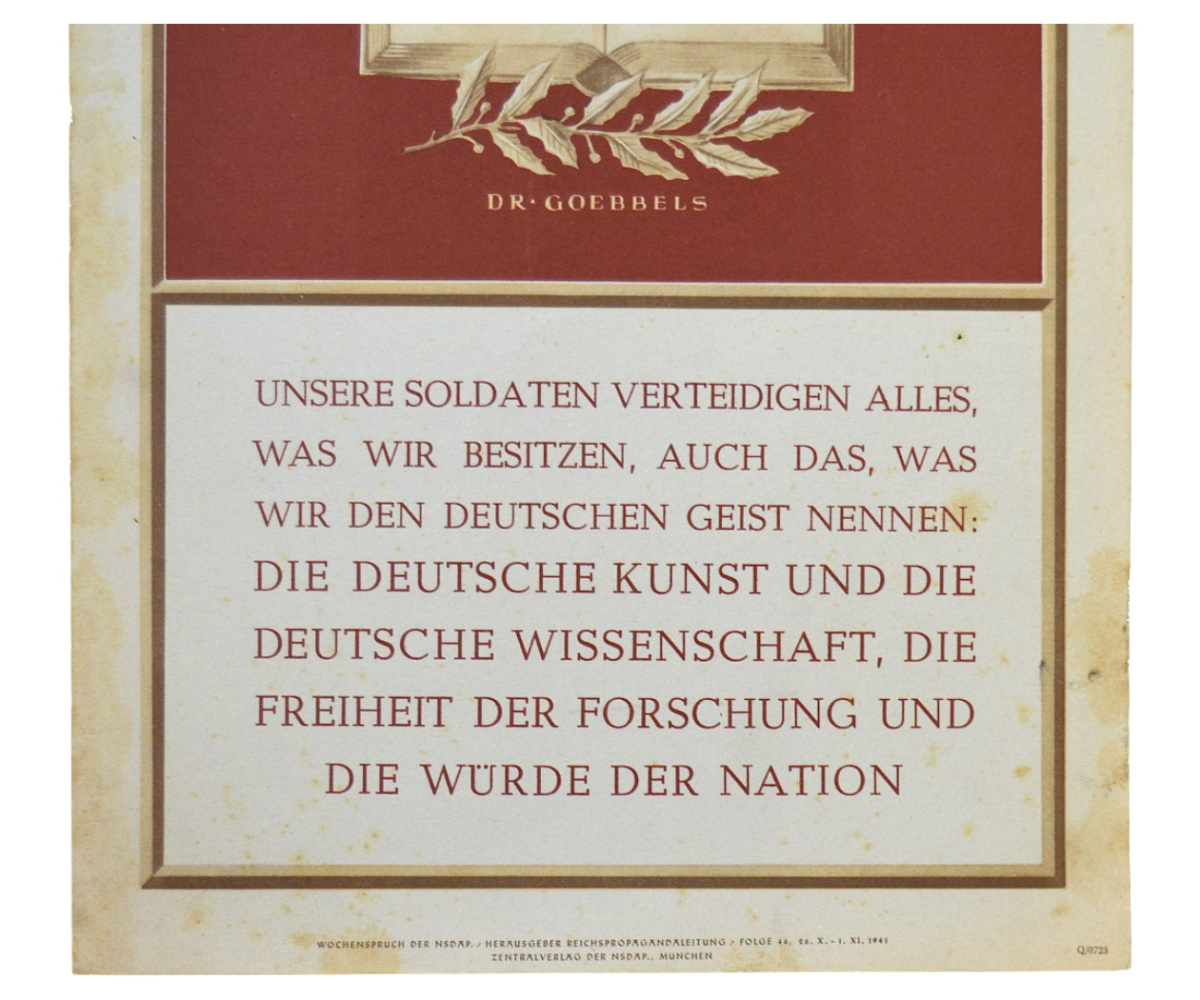 DR· GOEBBELS
UNSERE SOLDATEN VERTEIDIGEN ALLES,
WAS WIR BESITZEN, AUCH DAS, WAS
WIR DEN DEUTSCHEN GEIST NENNEN:
DIE DEUTSCHE KUNST UND DIE
DEUTSCHE WISSENSCHAFT, DIE
FREIHEIT DER FORSCHUNG UND
DIE WÜRDE DER NATION
WOCHENSPRUCH DER NSDAP. / HERAUSGEBER REICHSPROPAGANDALEITUNG / FOLGE 44, 26. X. – 1. XI. 1941
ZENTRALVERLAG DER NSDAP., MÜNCHEN
Q/0723